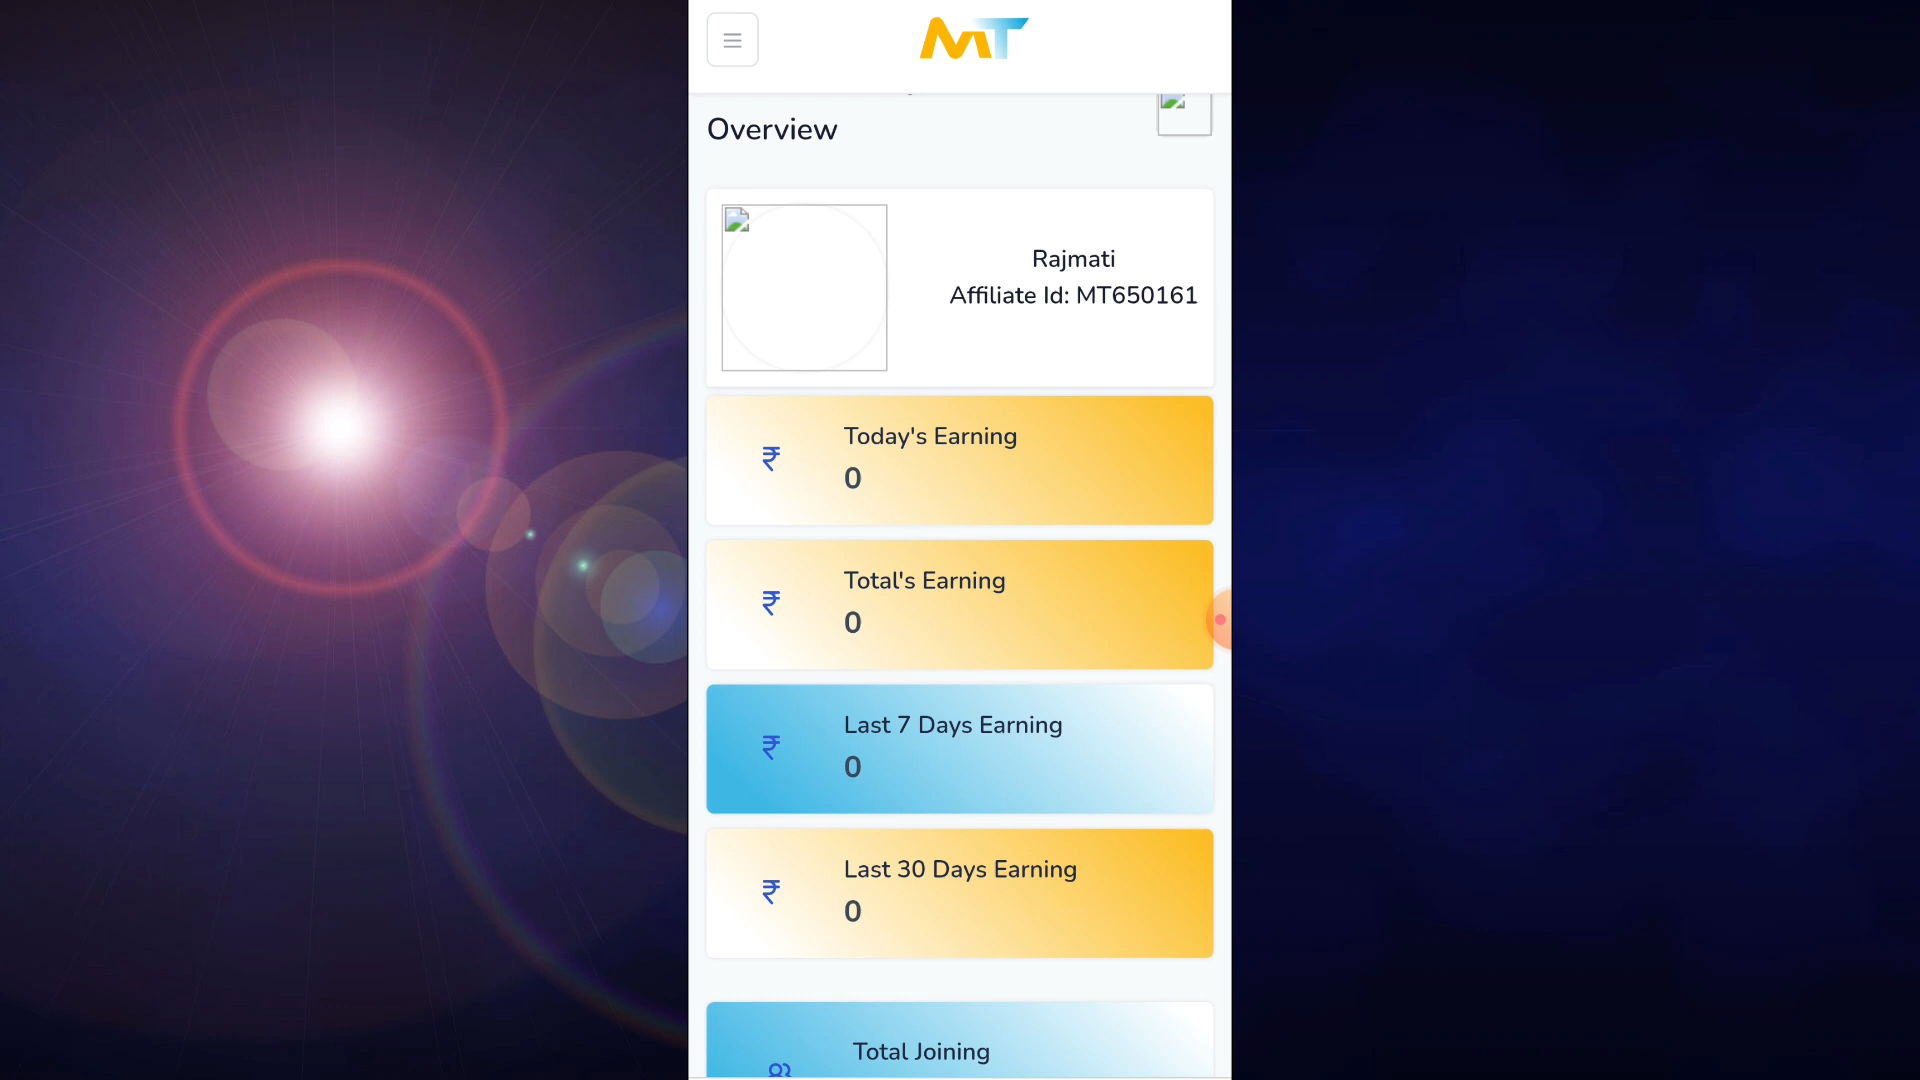 MT
Overview
Rajmati
Affiliate Id: MT650161
₹
Today's Earning
0
₹
Total's Earning
0
₹
Last 7 Days Earning
0
₹
Last 30 Days Earning
0
Total Joining